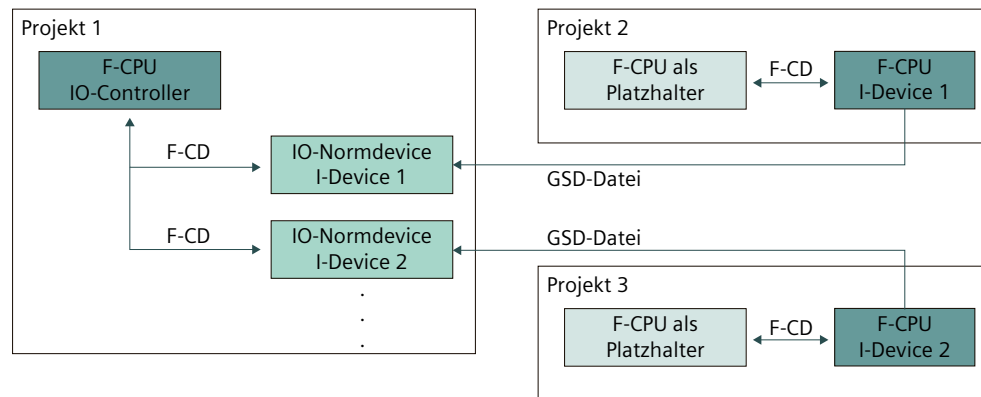 Projekt 1
F-CPU
IO-Controller
F-CD
IO-Normdevice
I-Device 1
F-CD
IO-Normdevice
I-Device 2
.
.
.
Projekt 2
F-CPU als
Platzhalter
F-CD
F-CPU
I-Device 1
GSD-Datei
GSD-Datei
Projekt 3
F-CPU als
Platzhalter
F-CD
F-CPU
I-Device 2